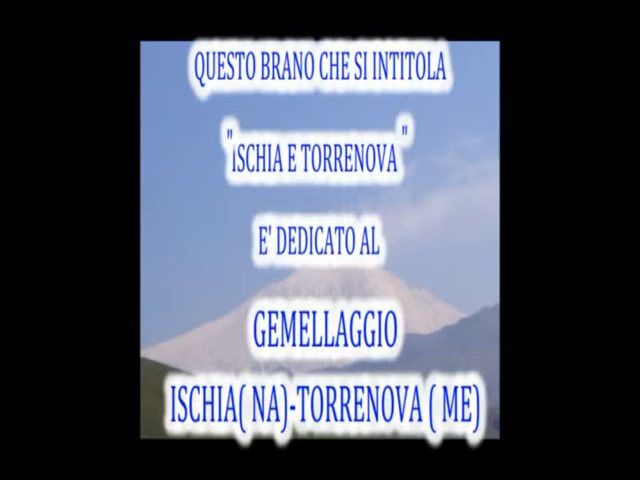 QUESTO BRANO CHE SI INTITOLA
"ISCHIA E TORRENOVA"
E' DEDICATO AL
GEMELLAGGIO
ISCHIA( NA)-TORRENOVA ( ME)